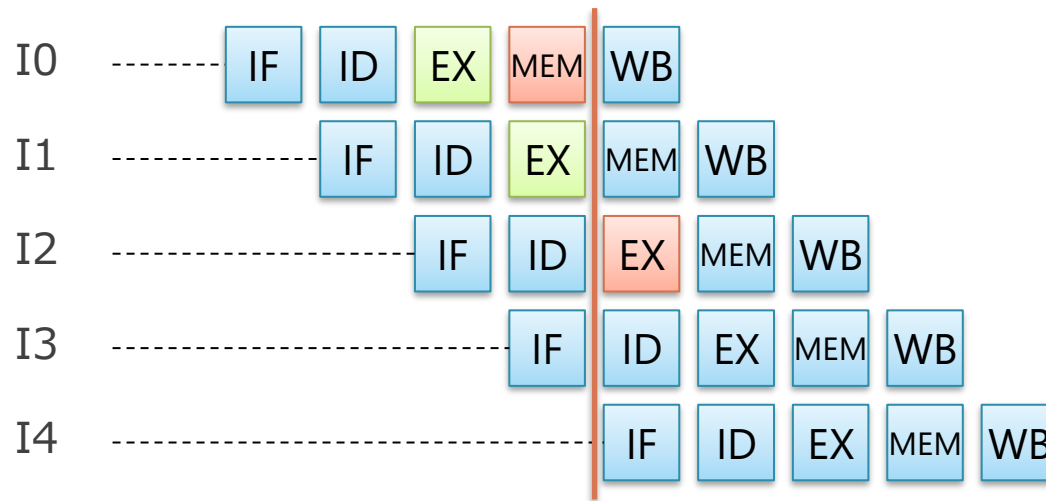 I0 IF ID EX MEM WB
I1 IF ID EX MEM WB
I2 IF ID EX MEM WB
I3 IF ID EX MEM WB
I4 IF ID EX MEM WB